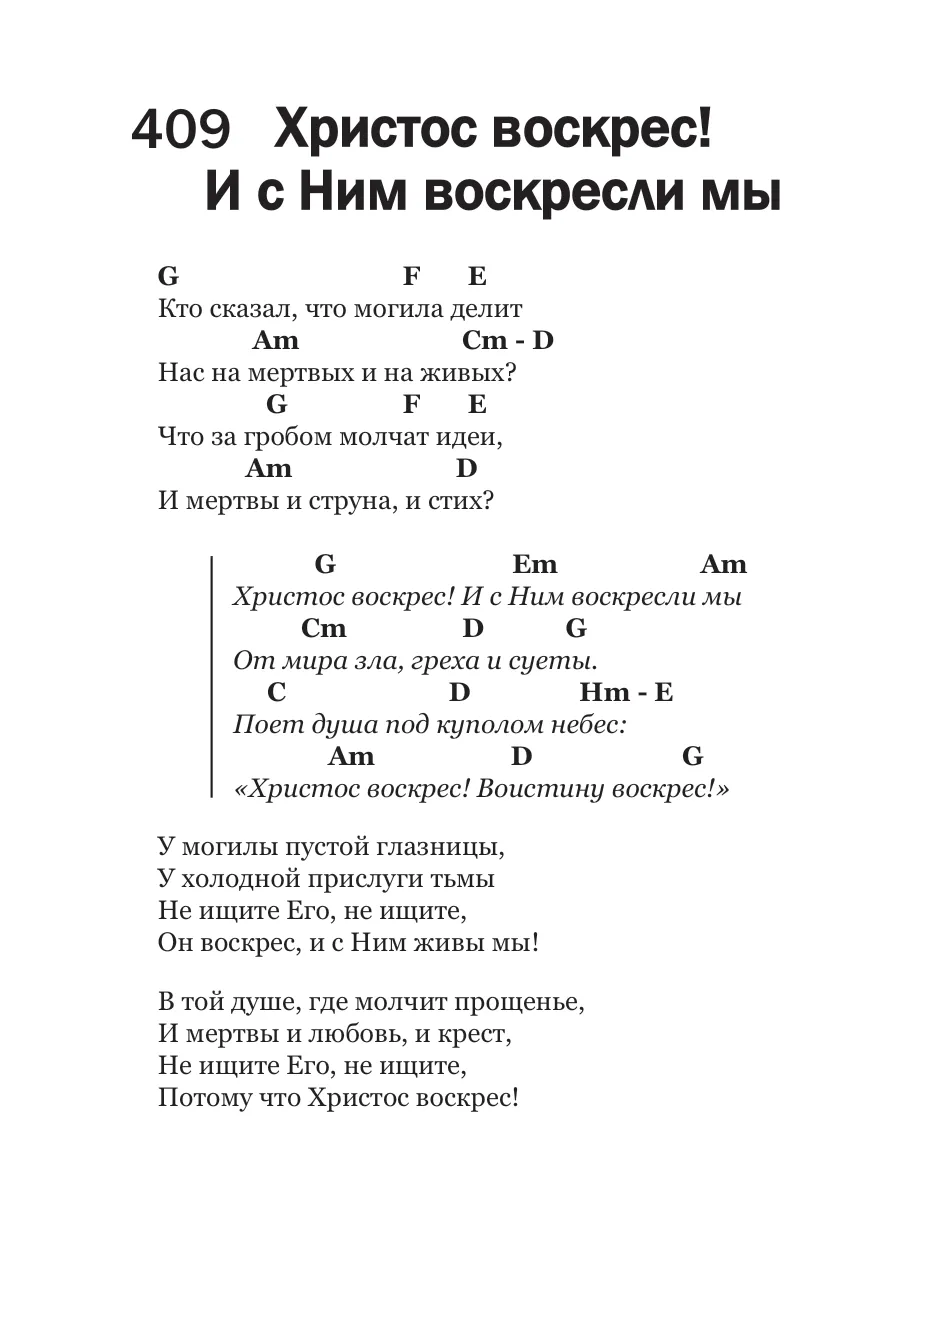 409 Христос воскрес!
И с Ним воскресли мы
G F E
Кто сказал, что могила делит
Am Cm - D
Нас на мертвых и на живых?
G F E
Что за гробом молчат идеи,
Am D
И мертвы и струна, и стих?
G Em Am
Христос воскрес! И с Ним воскресли мы
Cm D G
От мира зла, греха и суеты.
C D Hm - E
Поет душа под куполом небес:
Am D G
«Христос воскрес! Воистину воскрес!»
У могилы пустой глазницы,
У холодной прислуги тьмы
Не ищите Его, не ищите,
Он воскрес, и с Ним живы мы!
В той душе, где молчит прощенье,
И мертвы и любовь, и крест,
Не ищите Его, не ищите,
Потому что Христос воскрес!